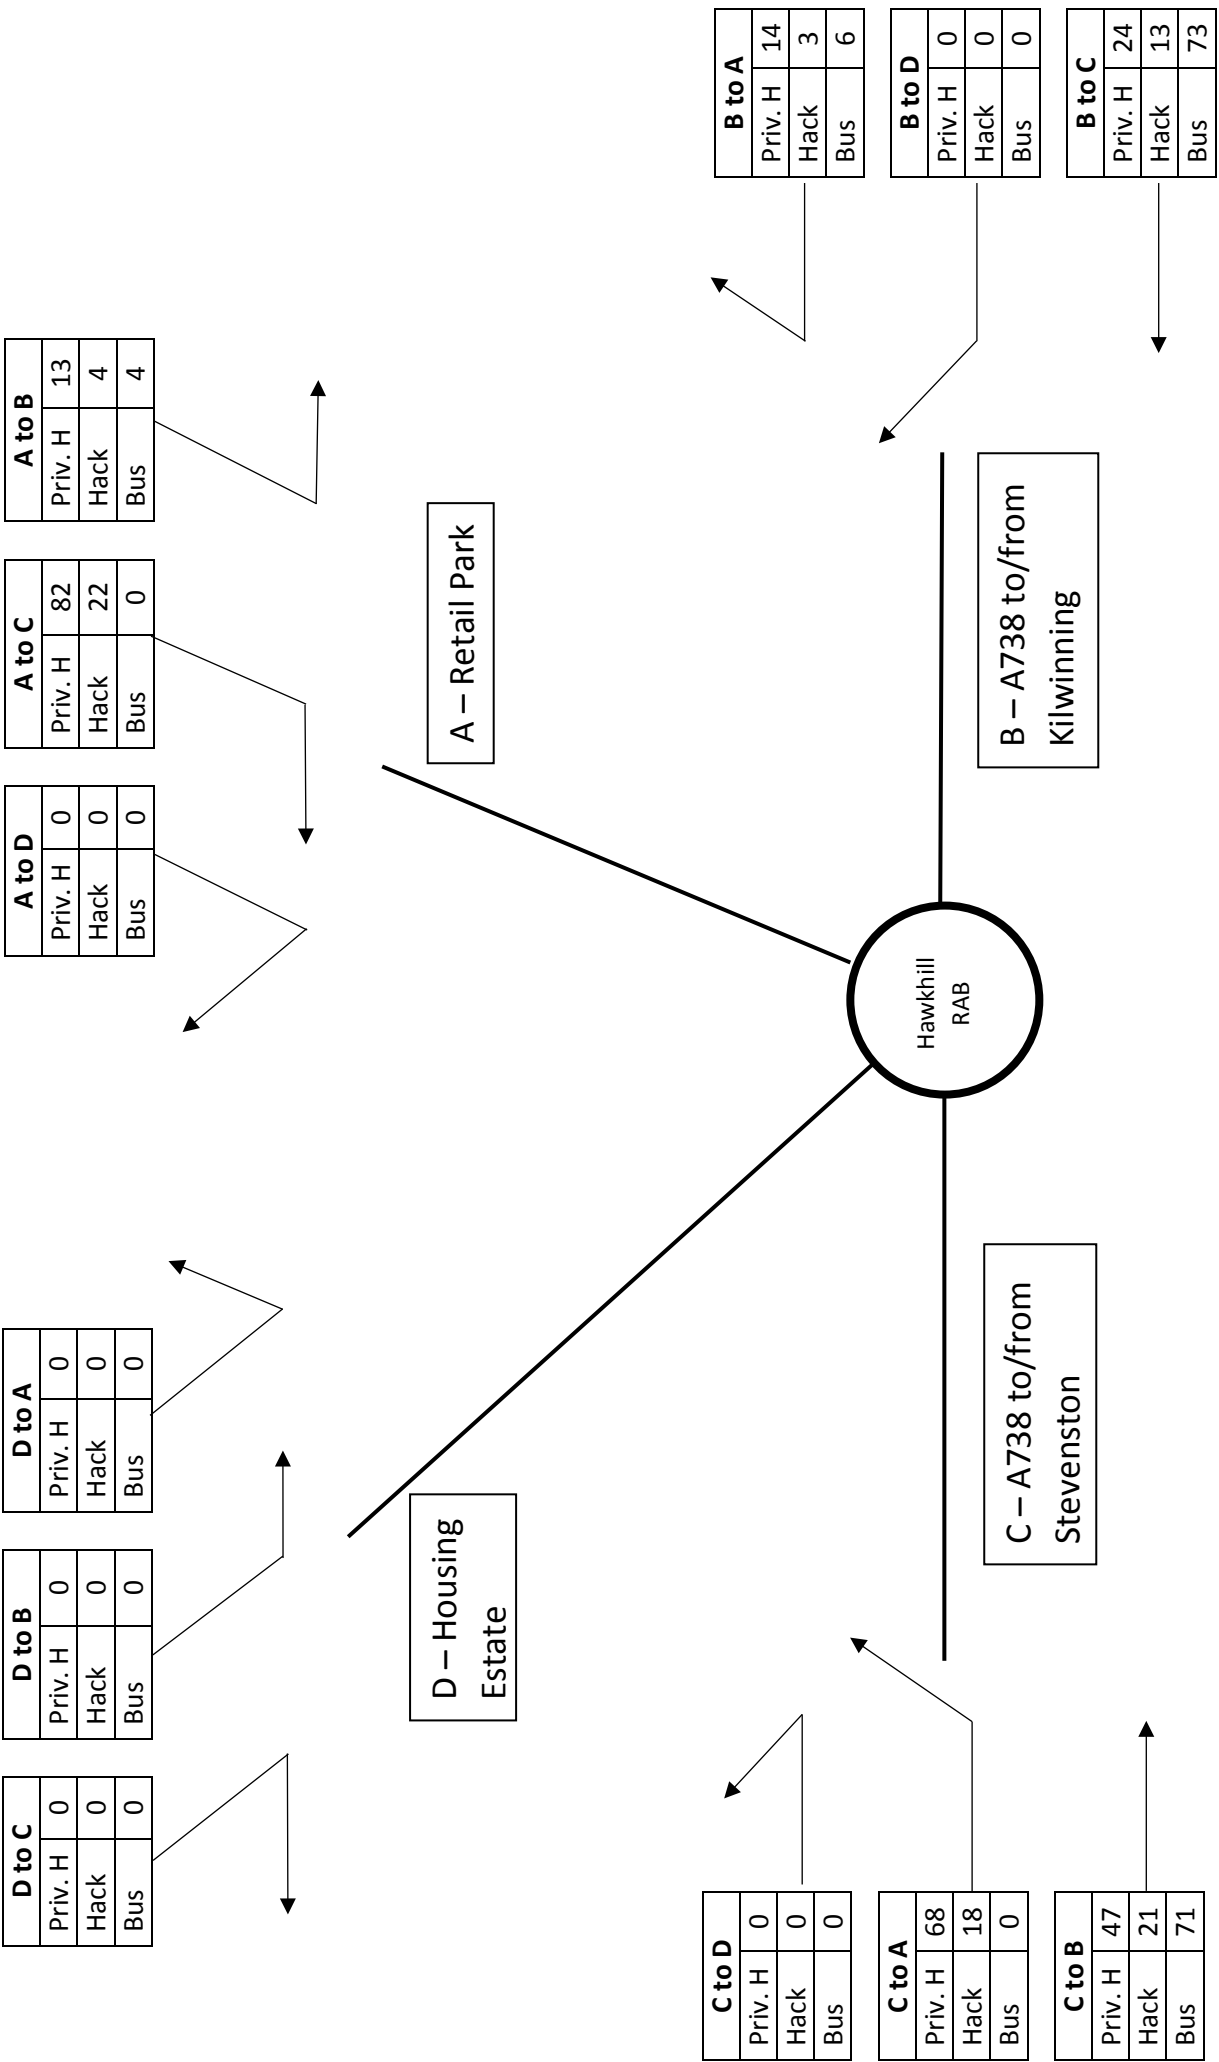 D to C
Priv. H 0
Hack 0
Bus 0
D to B
Priv. H 0
Hack 0
Bus 0
D to A
Priv. H 0
Hack 0
Bus 0
A to D
Priv. H 0
Hack 0
Bus 0
A to C
Priv. H 82
Hack 22
Bus 0
A to B
Priv. H 13
Hack 4
Bus 4
D – Housing
Estate
A – Retail Park
C to D
Priv. H 0
Hack 0
Bus 0
B to A
Priv. H 14
Hack 3
Bus 6
C to A
Priv. H 68
Hack 18
Bus 0
Hawkhill
RAB
B to D
Priv. H 0
Hack 0
Bus 0
C – A738 to/from
Stevenston
B – A738 to/from
Kilwinning
C to B
Priv. H 47
Hack 21
Bus 71
B to C
Priv. H 24
Hack 13
Bus 73